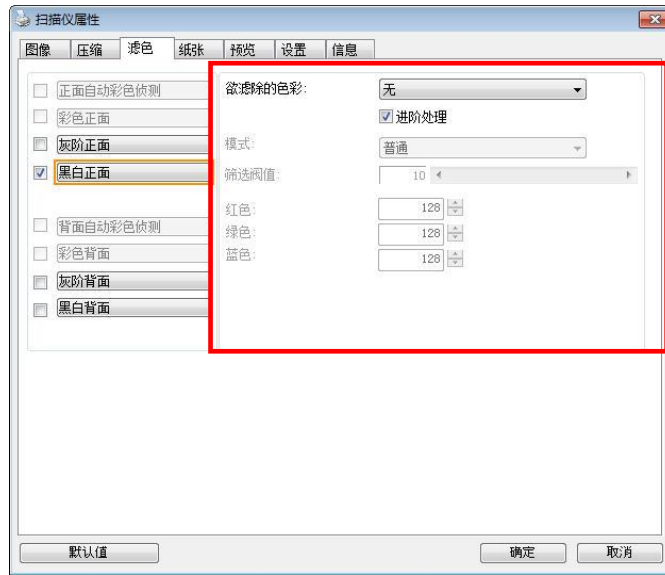 扫描仪属性
图像 压缩 滤色 纸张 预览 设置 信息
正面自动彩色侦测
彩色正面
灰阶正面
黑白正面
背面自动彩色侦测
彩色背面
灰阶背面
黑白背面
欲滤除的色彩: 无
进阶处理
模式: 普通
筛选阀值: 10
红色: 128
绿色: 128
蓝色: 128
默认值 确定 取消